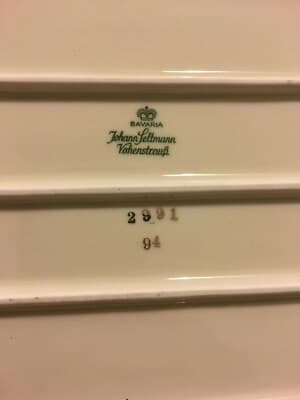 BAVARIA
Johann Seltmann
Vohenstrauß
2991
94